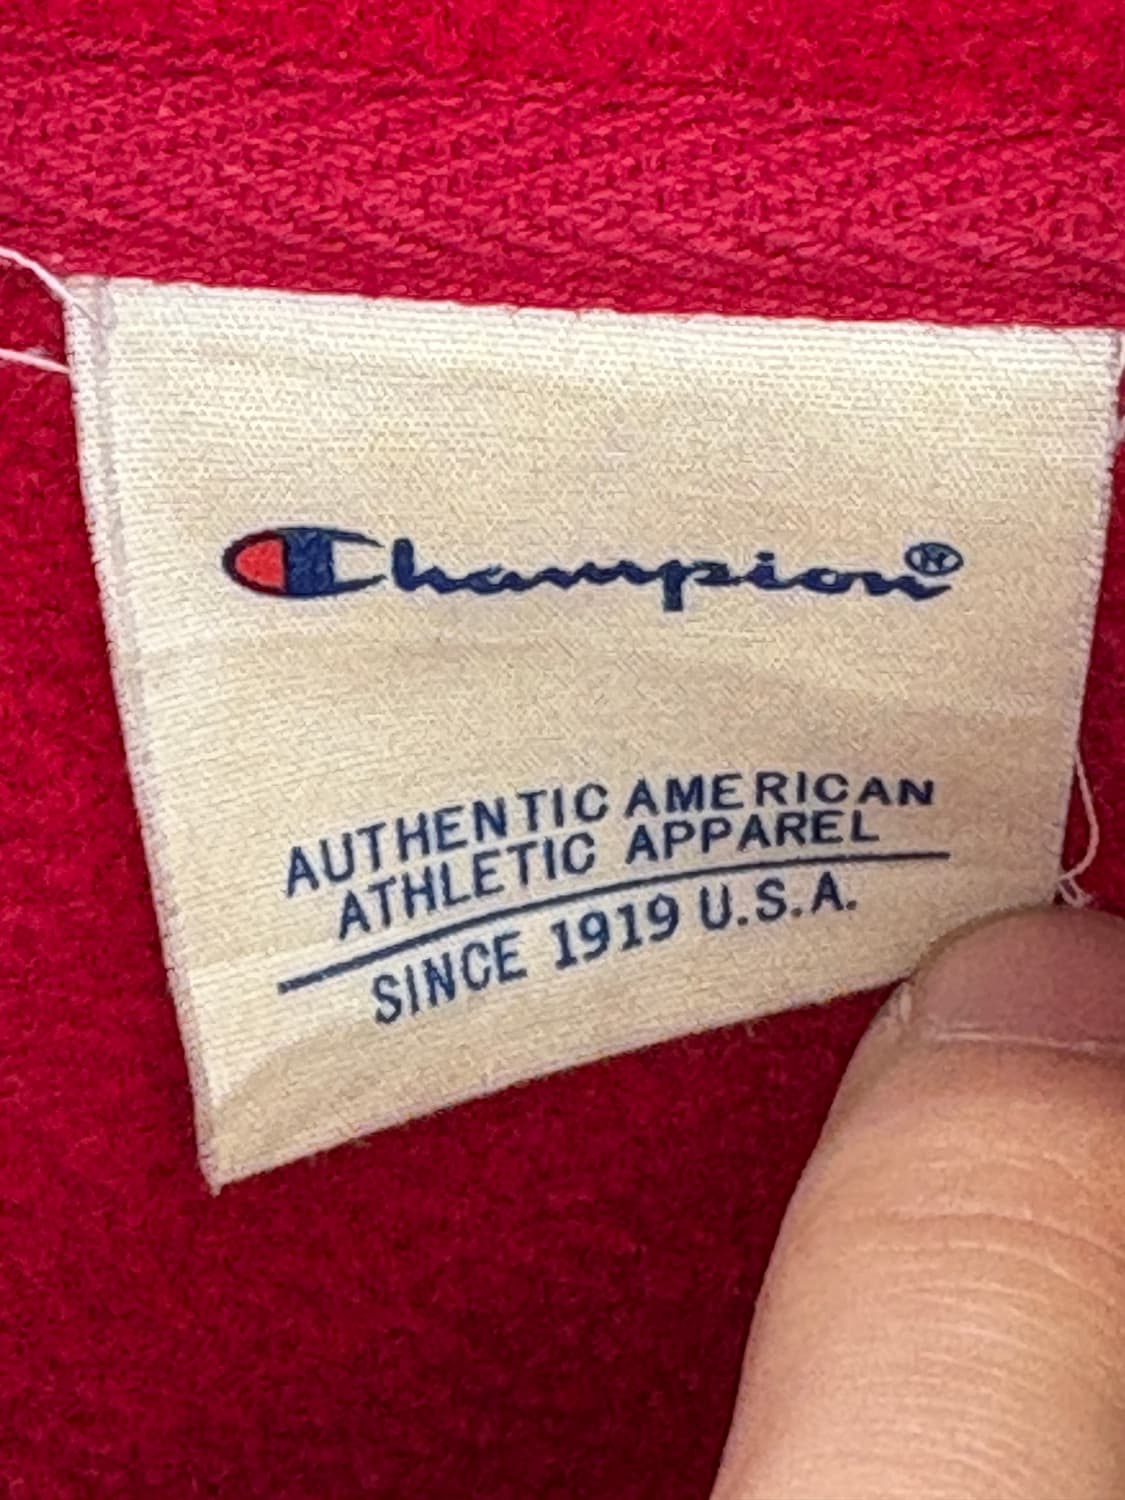 Champion®
AUTHENTIC AMERICAN
ATHLETIC APPAREL
SINCE 1919 U.S.A.